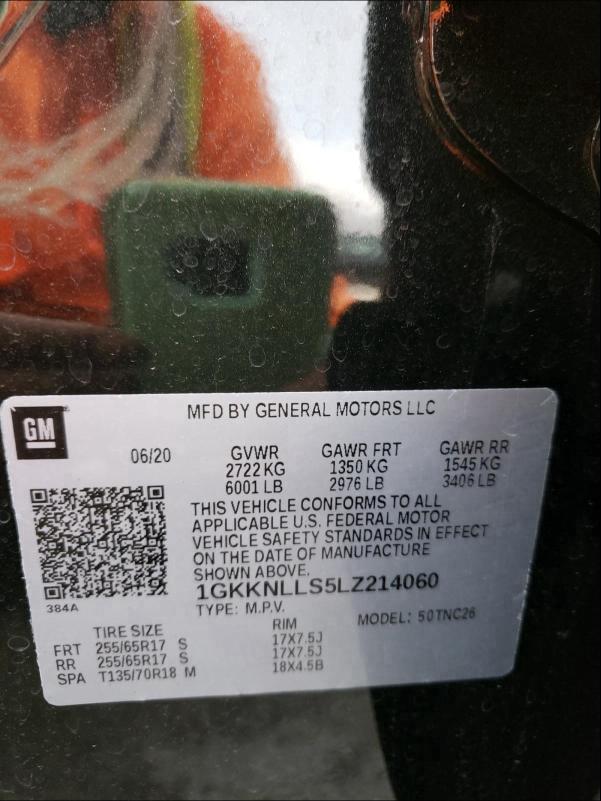 GM
MFD BY GENERAL MOTORS LLC
06/20 GVWR GAWR FRT GAWR RR
2722 KG 1350 KG 1545 KG
6001 LB 2976 LB 3406 LB
THIS VEHICLE CONFORMS TO ALL
APPLICABLE U.S. FEDERAL MOTOR
VEHICLE SAFETY STANDARDS IN EFFECT
ON THE DATE OF MANUFACTURE
SHOWN ABOVE.
1GKKNLLS5LZ214060
384A
TYPE: M.P.V. MODEL: 50TNC26
TIRE SIZE RIM
FRT 255/65R17 S 17X7.5J
RR 255/65R17 S 17X7.5J
SPA T135/70R18 M 18X4.5B